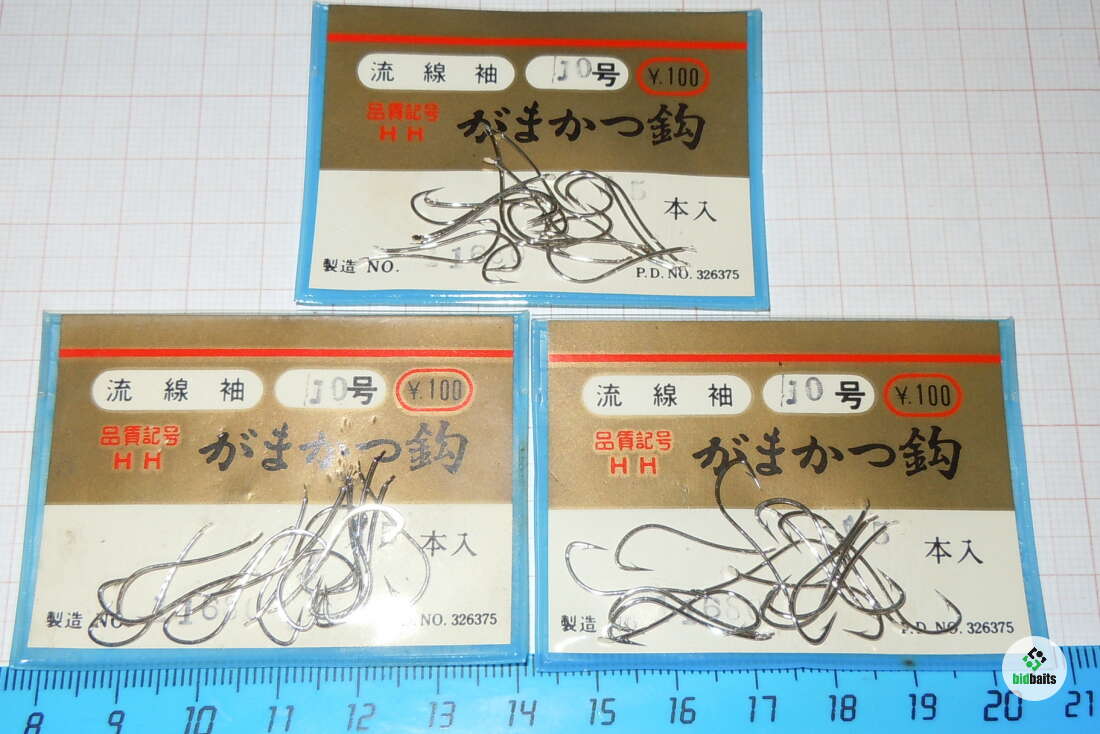 流線袖 10号 ¥.100
品質記号
HH
がまかつ鈎
本入
製造 NO.
P.D. NO. 326375
流線袖 10号 ¥.100
品質記号
HH
がまかつ鈎
本入
製造 NO.
NO. 326375
流線袖 10号 ¥.100
品質記号
HH
がまかつ鈎
15
本入
製造
P.D. NO. 326375
bidbaits
8 9 10 11 12 13 14 15 16 17 18 19 20 21